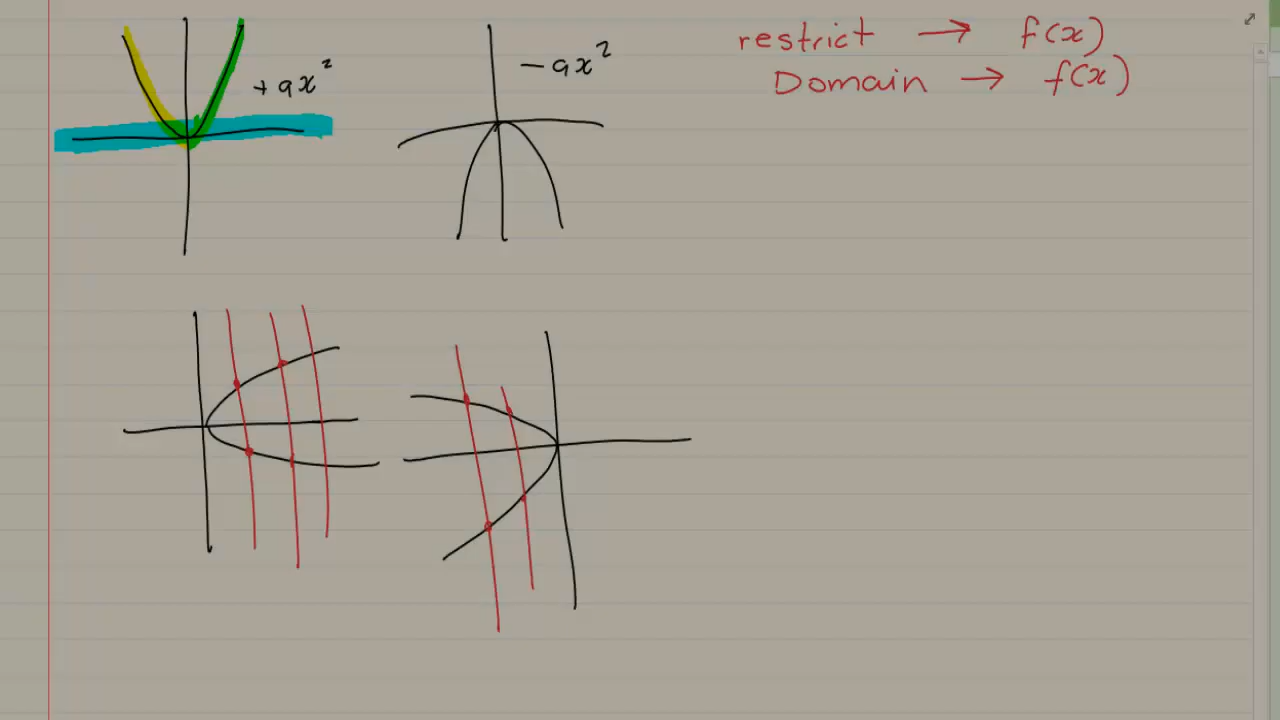 +ax²
-ax²
restrict → f(x)
Domain → f(x)